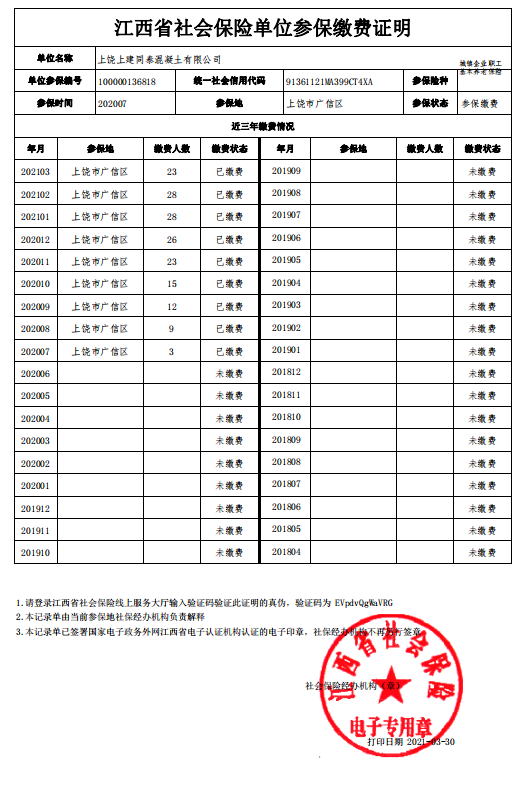 江西省社会保险单位参保缴费证明
单位名称 上饶上建同泰混凝土有限公司
单位参保编号 100000136818 统一社会信用代码 91361121MA399CT4XA 参保险种 城镇企业职工基本养老保险
参保时间 202007 参保地 上饶市广信区 参保状态 参保缴费
近三年缴费情况
年月 参保地 缴费人数 缴费状态 年月 参保地 缴费人数 缴费状态
202103 上饶市广信区 23 已缴费 201909 未缴费
202102 上饶市广信区 28 已缴费 201908 未缴费
202101 上饶市广信区 28 已缴费 201907 未缴费
202012 上饶市广信区 26 已缴费 201906 未缴费
202011 上饶市广信区 23 已缴费 201905 未缴费
202010 上饶市广信区 15 已缴费 201904 未缴费
202009 上饶市广信区 12 已缴费 201903 未缴费
202008 上饶市广信区 9 已缴费 201902 未缴费
202007 上饶市广信区 3 已缴费 201901 未缴费
202006 未缴费 201812 未缴费
202005 未缴费 201811 未缴费
202004 未缴费 201810 未缴费
202003 未缴费 201809 未缴费
202002 未缴费 201808 未缴费
202001 未缴费 201807 未缴费
201912 未缴费 201806 未缴费
201911 未缴费 201805 未缴费
201910 未缴费 201804 未缴费
1.请登录江西省社会保险线上服务大厅输入验证码验证此证明的真伪，验证码为 EVpdvQgWaVRG
2.本记录单由当前参保地社保经办机构负责解释
3.本记录单已签署国家电子政务外网江西省电子认证机构认证的电子印章，社保经办机构不再另行签章。
江西省社会保险
社会保险经办机构（章）
电子专用章
打印日期 2021-03-30